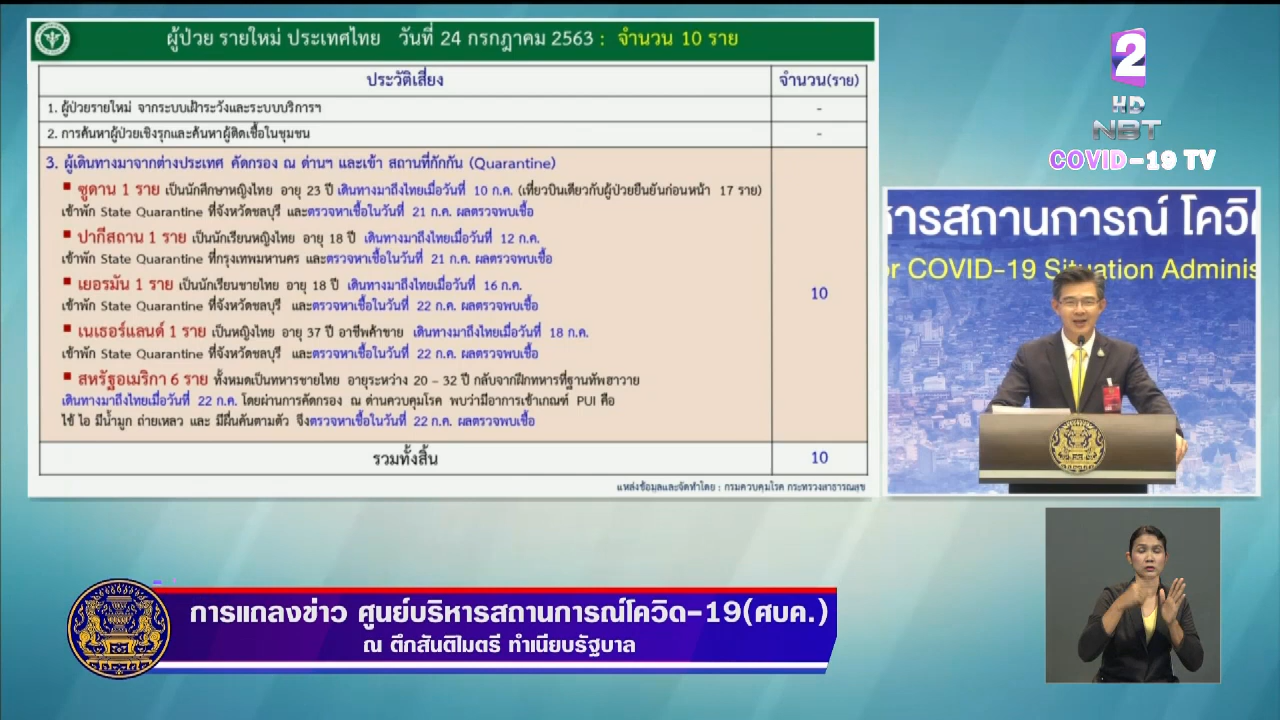 ผู้ป่วย รายใหม่ ประเทศไทย วันที่ 24 กรกฎาคม 2563 : จำนวน 10 ราย
ประวัติเสี่ยง จำนวน(ราย)
1. ผู้ป่วยรายใหม่ จากระบบเฝ้าระวังและระบบบริการฯ -
2. การค้นหาผู้ป่วยเชิงรุกและค้นหาผู้ติดเชื้อในชุมชน -
3. ผู้เดินทางมาจากต่างประเทศ คัดกรอง ณ ด่านฯ และเข้า สถานที่กักกัน (Quarantine)
ซูดาน 1 ราย เป็นนักศึกษาหญิงไทย อายุ 23 ปี เดินทางมาถึงไทยเมื่อวันที่ 10 ก.ค. (เที่ยวบินเดียวกับผู้ป่วยยืนยันก่อนหน้า 17 ราย)
เข้าพัก State Quarantine ที่จังหวัดชลบุรี และตรวจหาเชื้อในวันที่ 21 ก.ค. ผลตรวจพบเชื้อ
ปากีสถาน 1 ราย เป็นนักเรียนหญิงไทย อายุ 18 ปี เดินทางมาถึงไทยเมื่อวันที่ 12 ก.ค.
เข้าพัก State Quarantine ที่กรุงเทพมหานคร และตรวจหาเชื้อในวันที่ 21 ก.ค. ผลตรวจพบเชื้อ
เยอรมัน 1 ราย เป็นนักเรียนชายไทย อายุ 18 ปี เดินทางมาถึงไทยเมื่อวันที่ 16 ก.ค.
เข้าพัก State Quarantine ที่จังหวัดชลบุรี และตรวจหาเชื้อในวันที่ 22 ก.ค. ผลตรวจพบเชื้อ
เนเธอร์แลนด์ 1 ราย เป็นหญิงไทย อายุ 37 ปี อาชีพค้าขาย เดินทางมาถึงไทยเมื่อวันที่ 18 ก.ค.
เข้าพัก State Quarantine ที่จังหวัดชลบุรี และตรวจหาเชื้อในวันที่ 22 ก.ค. ผลตรวจพบเชื้อ
สหรัฐอเมริกา 6 ราย ทั้งหมดเป็นทหารชายไทย อายุระหว่าง 20 – 32 ปี กลับจากฝึกทหารที่ฐานทัพฮาวาย
เดินทางมาถึงไทยเมื่อวันที่ 22 ก.ค. โดยผ่านการคัดกรอง ณ ด่านควบคุมโรค พบว่ามีอาการเข้าเกณฑ์ PUI คือ
ไข้ ไอ มีน้ำมูก ถ่ายเหลว และ มีผื่นคันตามตัว จึงตรวจหาเชื้อในวันที่ 22 ก.ค. ผลตรวจพบเชื้อ
10
รวมทั้งสิ้น 10
แหล่งข้อมูลและจัดทำโดย : กรมควบคุมโรค กระทรวงสาธารณสุข
2
HD
NBT
COVID-19 TV
หารสถานการณ์ โควิด
or COVID-19 Situation Adminis
การแถลงข่าว ศูนย์บริหารสถานการณ์โควิด-19(ศบค.)
ณ ตึกสันติไมตรี ทำเนียบรัฐบาล